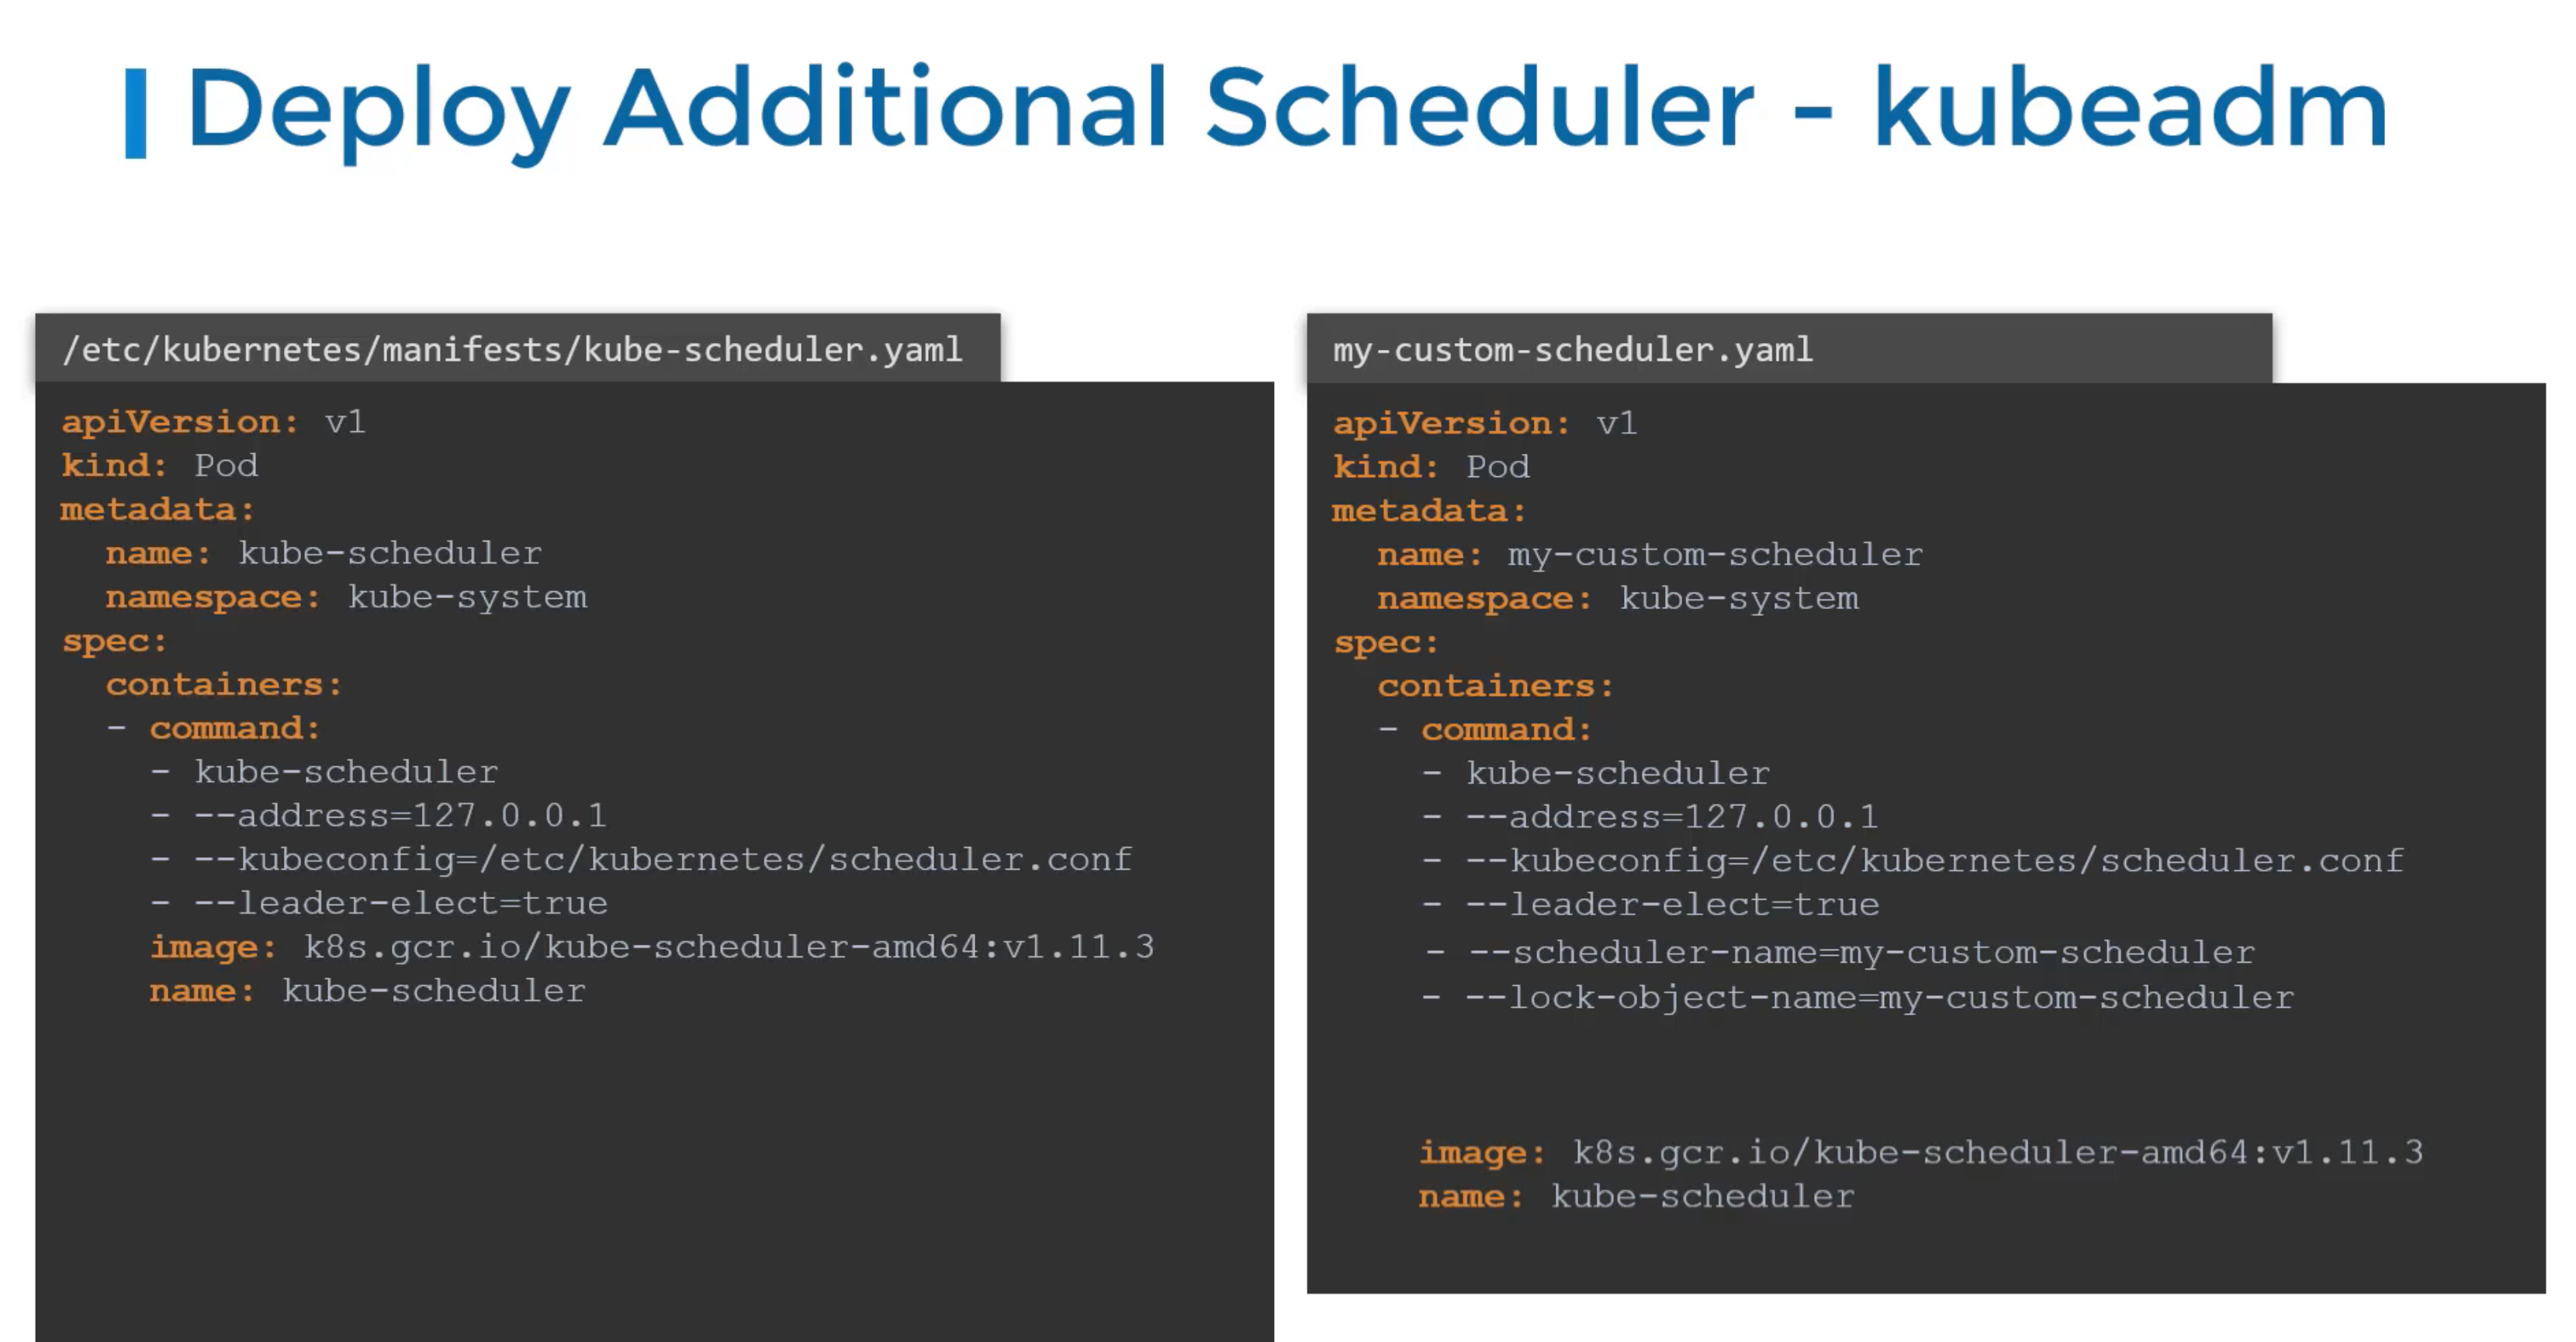 Deploy Additional Scheduler - kubeadm
/etc/kubernetes/manifests/kube-scheduler.yaml
apiVersion: v1
kind: Pod
metadata:
  name: kube-scheduler
  namespace: kube-system
spec:
  containers:
  - command:
    - kube-scheduler
    - --address=127.0.0.1
    - --kubeconfig=/etc/kubernetes/scheduler.conf
    - --leader-elect=true
    image: k8s.gcr.io/kube-scheduler-amd64:v1.11.3
    name: kube-scheduler
my-custom-scheduler.yaml
apiVersion: v1
kind: Pod
metadata:
  name: my-custom-scheduler
  namespace: kube-system
spec:
  containers:
  - command:
    - kube-scheduler
    - --address=127.0.0.1
    - --kubeconfig=/etc/kubernetes/scheduler.conf
    - --leader-elect=true
    - --scheduler-name=my-custom-scheduler
    - --lock-object-name=my-custom-scheduler
    image: k8s.gcr.io/kube-scheduler-amd64:v1.11.3
    name: kube-scheduler